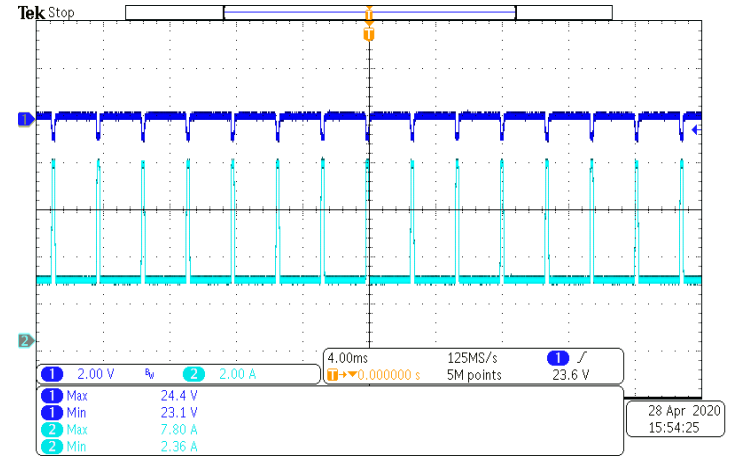 Tek Stop
T
T
1
2
1 2.00 V BW 2 2.00 A
4.00ms 125MS/s 1
T→▼0.000000 s 5M points 23.6 V
1 Max 24.4 V
1 Min 23.1 V
2 Max 7.80 A
2 Min 2.36 A
28 Apr 2020
15:54:25